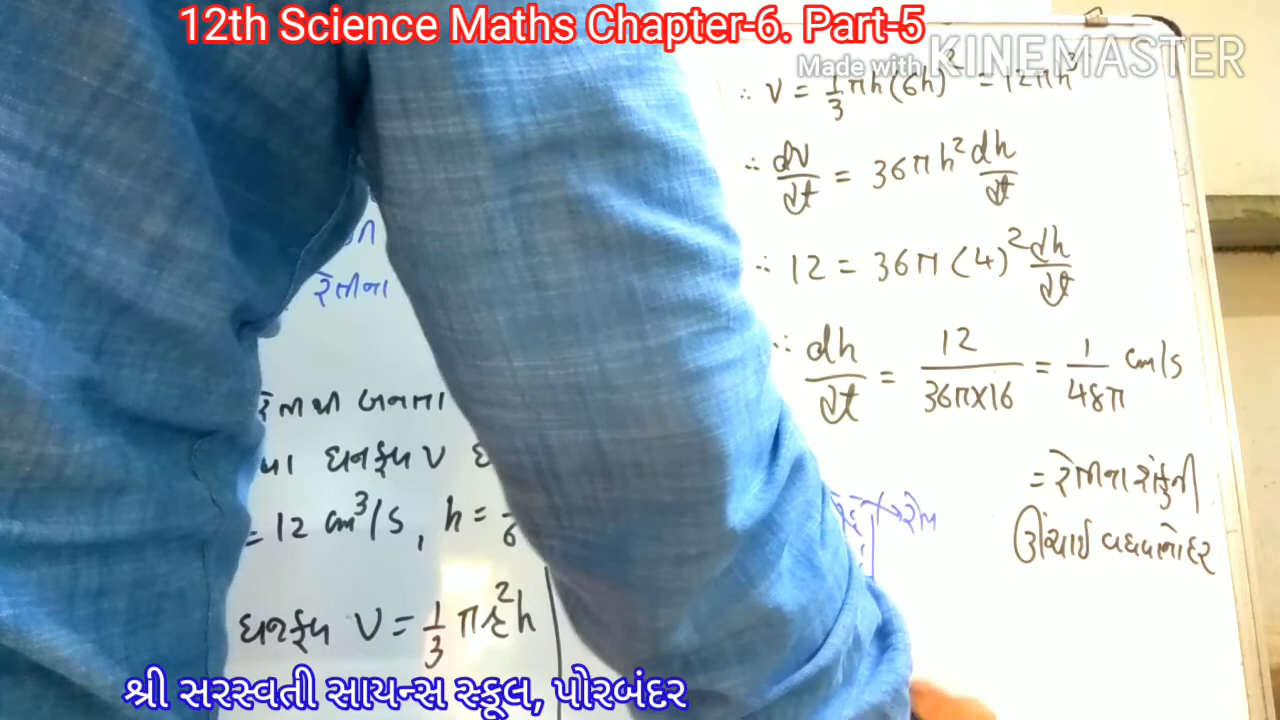 12th Science Maths Chapter-6. Part-5
Made with KINEMASTER
રેતીના
બનતા
ઘનફળ V
= 12 cm³/s, h =
ઘનફળ V = 1/3 πr²h
∴ V = 1/3 πh(6h)² = 12πh³
∴ dV/dt = 36πh² dh/dt
∴ 12 = 36π(4)² dh/dt
∴ dh/dt = 12/36π×16 = 1/48π cm/s
= રેતીના શંકુની
ઊંચાઈ વધવાનો દર
શ્રી સરસ્વતી સાયન્સ સ્કૂલ, પોરબંદર